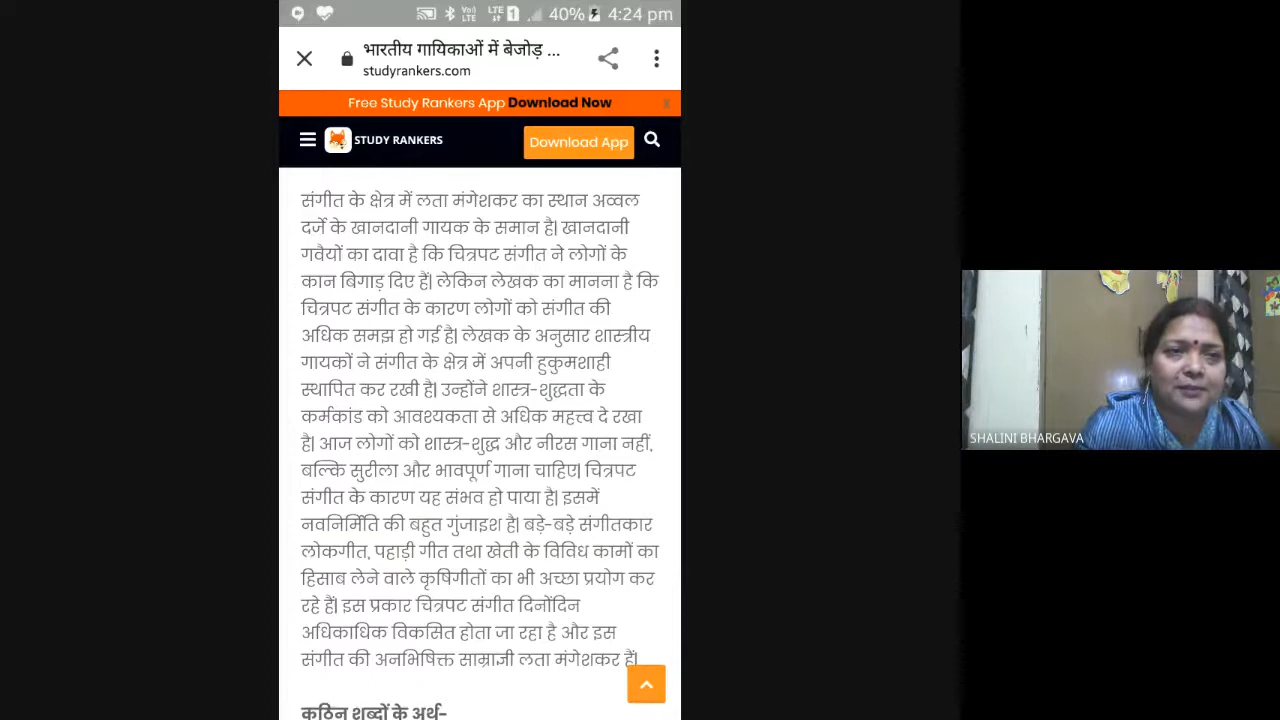 Vo)) LTE LTE 1 40% 4:24 pm
भारतीय गायिकाओं में बेजोड़ ...
studyrankers.com
Free Study Rankers App Download Now x
STUDY RANKERS Download App
संगीत के क्षेत्र में लता मंगेशकर का स्थान अव्वल
दर्जे के खानदानी गायक के समान है| खानदानी
गवैयों का दावा है कि चित्रपट संगीत ने लोगों के
कान बिगाड़ दिए हैं| लेकिन लेखक का मानना है कि
चित्रपट संगीत के कारण लोगों को संगीत की
अधिक समझ हो गई है| लेखक के अनुसार शास्त्रीय
गायकों ने संगीत के क्षेत्र में अपनी हुकुमशाही
स्थापित कर रखी है| उन्होंने शास्त्र-शुद्धता के
कर्मकांड को आवश्यकता से अधिक महत्त्व दे रखा
है| आज लोगों को शास्त्र-शुद्ध और नीरस गाना नहीं,
बल्कि सुरीला और भावपूर्ण गाना चाहिए| चित्रपट
संगीत के कारण यह संभव हो पाया है| इसमें
नवनिर्मिति की बहुत गुंजाइश है| बड़े-बड़े संगीतकार
लोकगीत, पहाड़ी गीत तथा खेती के विविध कामों का
हिसाब लेने वाले कृषिगीतों का भी अच्छा प्रयोग कर
रहे हैं| इस प्रकार चित्रपट संगीत दिनोंदिन
अधिकाधिक विकसित होता जा रहा है और इस
संगीत की अनभिषिक्त साम्राज्ञी लता मंगेशकर हैं|
कठिन शब्दों के अर्थ-
SHALINI BHARGAVA